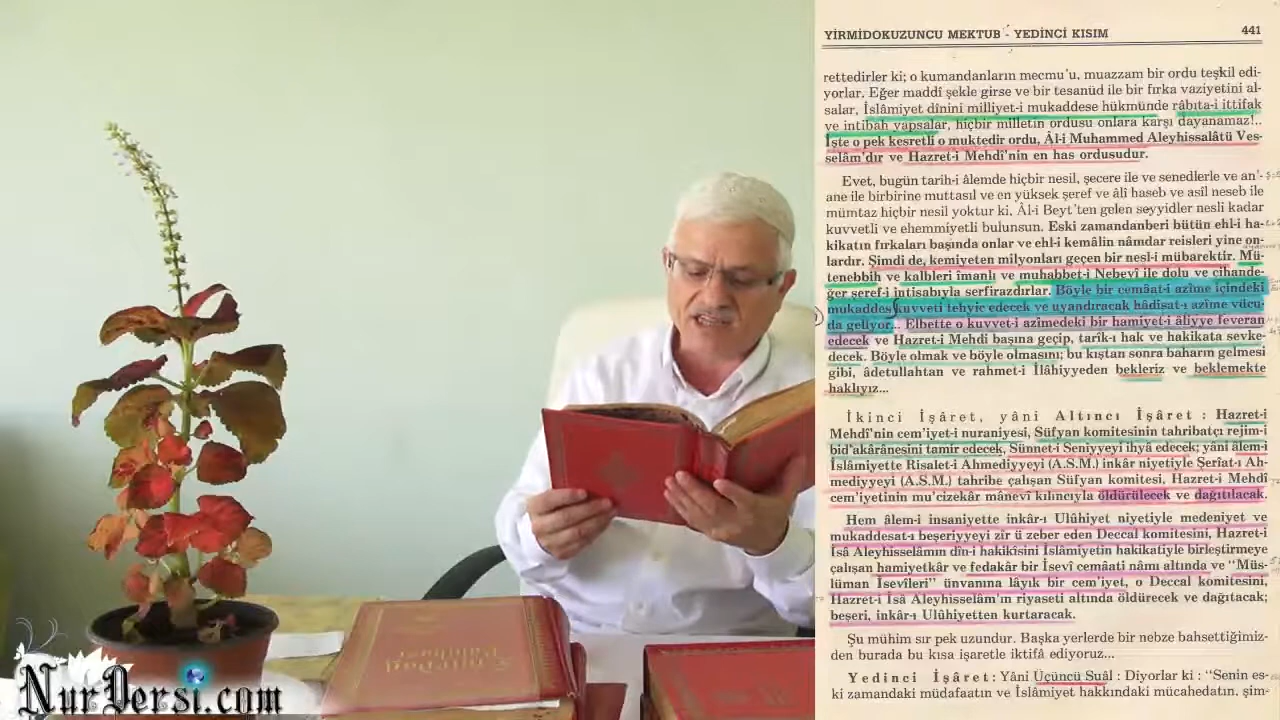 YİRMİDOKUZUNCU MEKTUB - YEDİNCİ KISIM 441
rettedirler ki; o kumandanların mecmu'u, muazzam bir ordu teşkil edi-
yorlar. Eğer maddî şekle girse ve bir tesanüd ile bir fırka vaziyetini al-
salar, İslâmiyet dînini milliyet-i mukaddese hükmünde râbıta-i ittifak
ve intibah yapsalar, hiçbir milletin ordusu onlara karşı dayanamaz!..
İşte o pek kesretli o muktedir ordu, Âl-i Muhammed Aleyhissalâtü Ves-
selâm'dır ve Hazret-i Mehdî'nin en has ordusudur.
Evet, bugün tarih-i âlemde hiçbir nesil, şecere ile ve senedlerle ve an'-
ane ile birbirine muttasıl ve en yüksek şeref ve âlî haseb ve asil neseb ile
mümtaz hiçbir nesil yoktur ki, Âl-i Beyt'ten gelen seyyidler nesli kadar
kuvvetli ve ehemmiyetli bulunsun. Eski zamandanberi bütün ehl-i ha-
kikatın fırkaları başında onlar ve ehl-i kemâlin nâmdar reisleri yine on-
lardır. Şimdi de, kemiyeten milyonları geçen bir nesl-i mübarektir. Mü-
tenebbih ve kalbleri îmanlı ve muhabbet-i Nebevî ile dolu ve cihande-
ğer şeref-i intisabıyla serfirazdırlar. Böyle bir cemâat-i azîme içindeki
mukaddes kuvveti tehyic edecek ve uyandıracak hâdisat-ı azîme vücu-
da geliyor... Elbette o kuvvet-i azîmedeki bir hamiyet-i âliyye feveran
edecek ve Hazret-i Mehdi başına geçip, tarîk-ı hak ve hakikata sevke-
decek. Böyle olmak ve böyle olmasını; bu kıştan sonra baharın gelmesi
gibi, âdetullahtan ve rahmet-i İlâhiyyeden bekleriz ve beklemekte
haklıyız...
İkinci İşâret, yâni Altıncı İşâret : Hazret-i
Mehdî'nin cem'iyet-i nuraniyesi, Süfyan komitesinin tahribatçı rejim-i
bid'akârânesini tamir edecek, Sünnet-i Seniyyeyi ihyâ edecek; yâni âlem-i
İslâmiyette Risalet-i Ahmediyyeyi (A.S.M.) inkâr niyetiyle Şerîat-ı Ah-
mediyyeyi (A.S.M.) tahribe çalışan Süfyan komitesi, Hazret-i Mehdî
cem'iyetinin mu'cizekâr mânevî kılıncıyla öldürülecek ve dağıtılacak.
Hem âlem-i insaniyette inkâr-ı Ulûhiyet niyetiyle medeniyet ve
mukaddesat-ı beşeriyyeyi zîr ü zeber eden Deccal komitesini, Hazret-i
İsâ Aleyhisselâmın dîn-i hakikîsini İslâmiyetin hakikatiyle birleştirmeye
çalışan hamiyetkâr ve fedakâr bir İsevî cemâati nâmı altında ve "Müs-
lüman İsevîleri" ünvanına lâyık bir cem'iyet, o Deccal komitesini,
Hazret-i İsâ Aleyhisselâm'ın riyaseti altında öldürecek ve dağıtacak;
beşeri, inkâr-ı Ulûhiyetten kurtaracak.
Şu mühim sır pek uzundur. Başka yerlerde bir nebze bahsettiğimiz-
den burada bu kısa işaretle iktifâ ediyoruz...
Yedinci İşâret: Yâni Üçüncü Suâl : Diyorlar ki : "Senin es-
ki zamandaki müdafaatın ve İslâmiyet hakkındaki mücahedatın, şim-
NurDersi.com